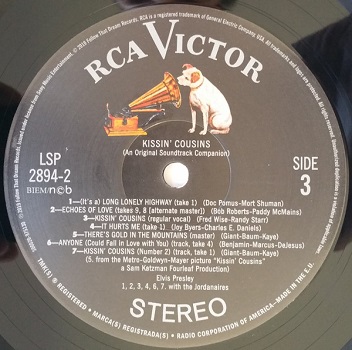 RCA VICTOR
KISSIN' COUSINS
(An Original Soundtrack Companion)
LSP
2894-2
BIEM/ncb
SIDE
3
1—(It's a) LONG LONELY HIGHWAY (take 1) (Doc Pomus-Mort Shuman)
2—ECHOES OF LOVE (takes 9, 8 (alternate master)) (Bob Roberts-Paddy McMains)
3—KISSIN' COUSINS (regular vocal) (Fred Wise-Randy Starr)
4—IT HURTS ME (take 1) (Joy Byers-Charles E. Daniels)
5—THERE'S GOLD IN THE MOUNTAINS (master) (Giant-Baum-Kaye)
6—ANYONE (Could Fall In Love with You) (track, take 4) (Benjamin-Marcus-DeJesus)
7—KISSIN' COUSINS (Number 2) (track, take 1) (Giant-Baum-Kaye)
(5. from the Metro-Goldwyn-Mayer picture "Kissin' Cousins"
a Sam Katzman Fourleaf Production)
Elvis Presley
1, 2, 3, 4, 6, 7. with the Jordanaires
STEREO
TMK(s) ® REGISTERED • MARCA(S) REGISTRADA(S) • RADIO CORPORATION OF AMERICA—MADE IN THE E.U.